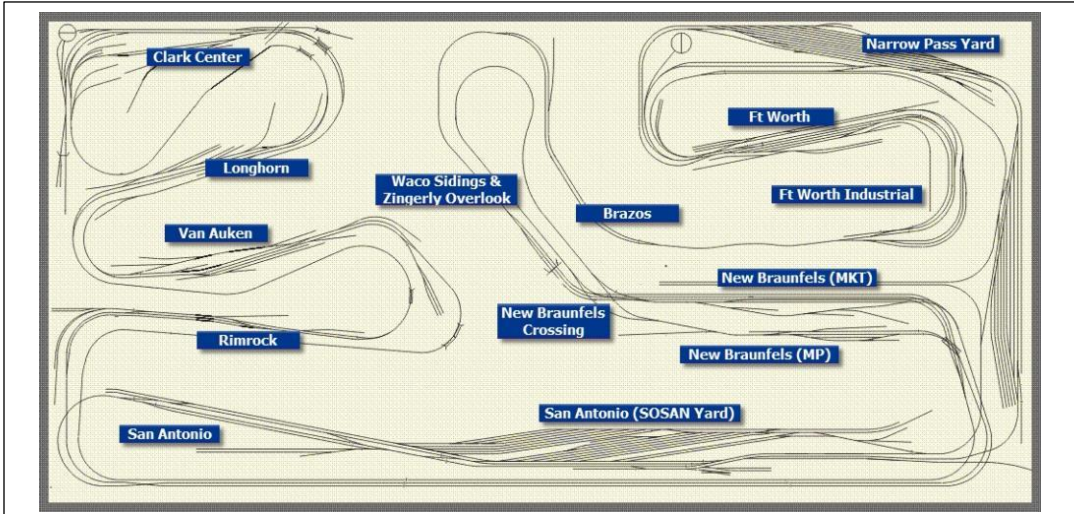 Clark Center
Narrow Pass Yard
Ft Worth
Longhorn
Waco Sidings &
Zingerly Overlook
Ft Worth Industrial
Brazos
Van Auken
New Braunfels (MKT)
New Braunfels
Crossing
Rimrock
New Braunfels (MP)
San Antonio (SOSAN Yard)
San Antonio